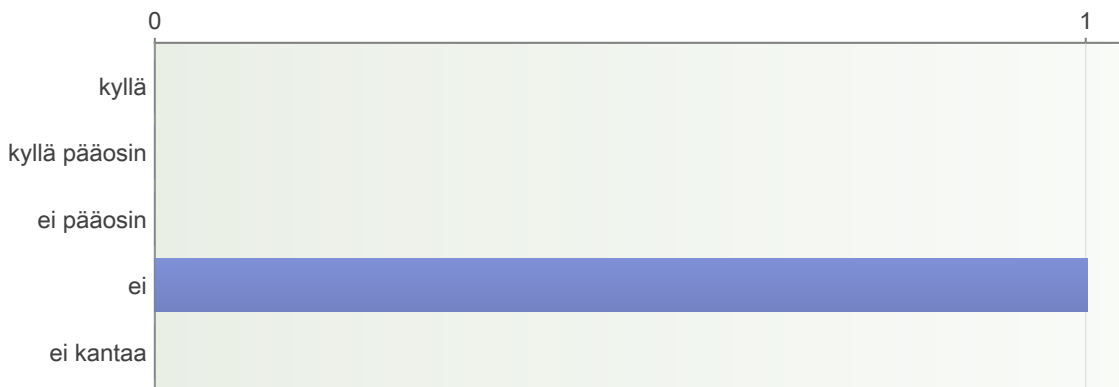 0 1
kyllä
kyllä pääosin
ei pääosin
ei
ei kantaa